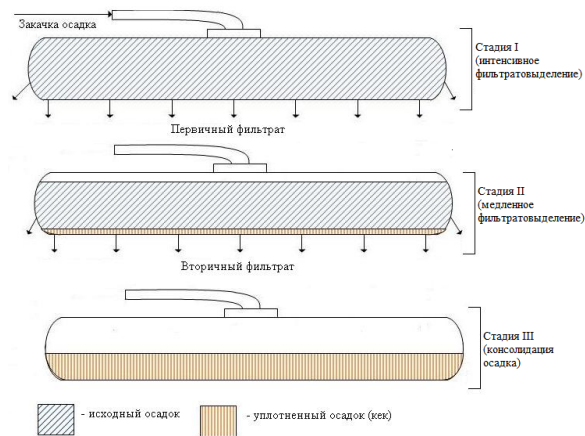 Закачка осадка
Стадия I
(интенсивное
фильтратовыделение)
Первичный фильтрат
Стадия II
(медленное
фильтратовыделение)
Вторичный фильтрат
Стадия III
(консолидация
осадка)
- исходный осадок
- уплотненный осадок (кек)